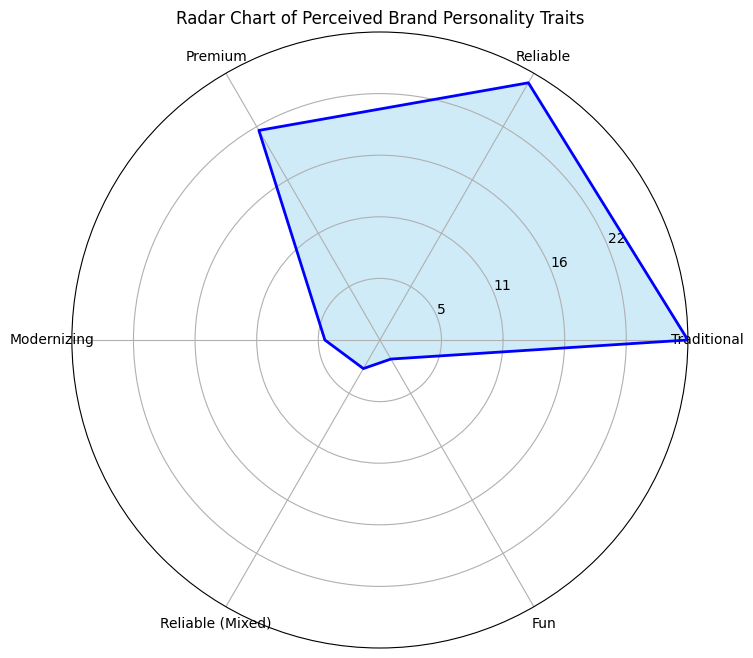 Radar Chart of Perceived Brand Personality Traits
Premium
Reliable
22
16
11
5
Modernizing
Traditional
Reliable (Mixed)
Fun